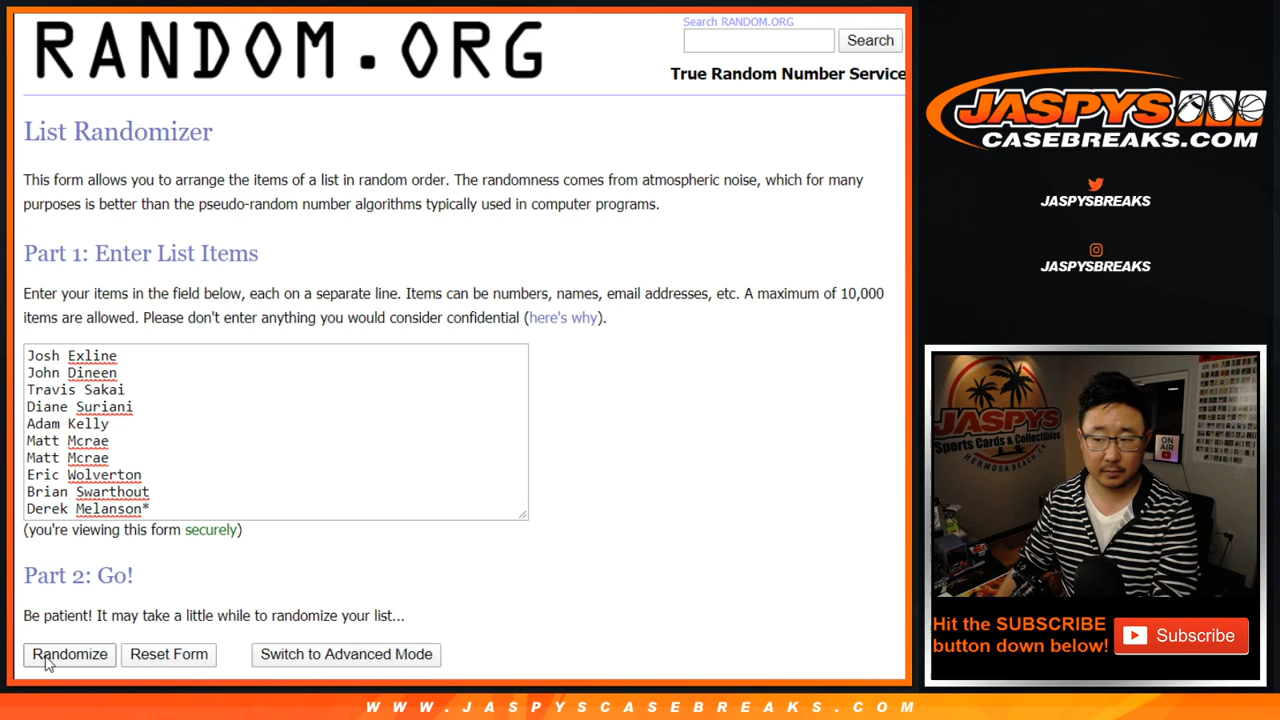 RANDOM.ORG
Search RANDOM.ORG
Search
True Random Number Service
List Randomizer
This form allows you to arrange the items of a list in random order. The randomness comes from atmospheric noise, which for many
purposes is better than the pseudo-random number algorithms typically used in computer programs.
Part 1: Enter List Items
Enter your items in the field below, each on a separate line. Items can be numbers, names, email addresses, etc. A maximum of 10,000
items are allowed. Please don't enter anything you would consider confidential (here's why).
Josh Exline
John Dineen
Travis Sakai
Diane Suriani
Adam Kelly
Matt Mcrae
Matt Mcrae
Eric Wolverton
Brian Swarthout
Derek Melanson*
(you're viewing this form securely)
Part 2: Go!
Be patient! It may take a little while to randomize your list...
Randomize
Reset Form
Switch to Advanced Mode
JASPYS
CASEBREAKS.COM
JASPYSBREAKS
JASPYSBREAKS
JASPYS
Sports Cards & Collectibles
HERMOSA BEACH, CA
ON
AIR
Hit the SUBSCRIBE
button down below!
Subscribe
WWW.JASPYSCASEBREAKS.COM